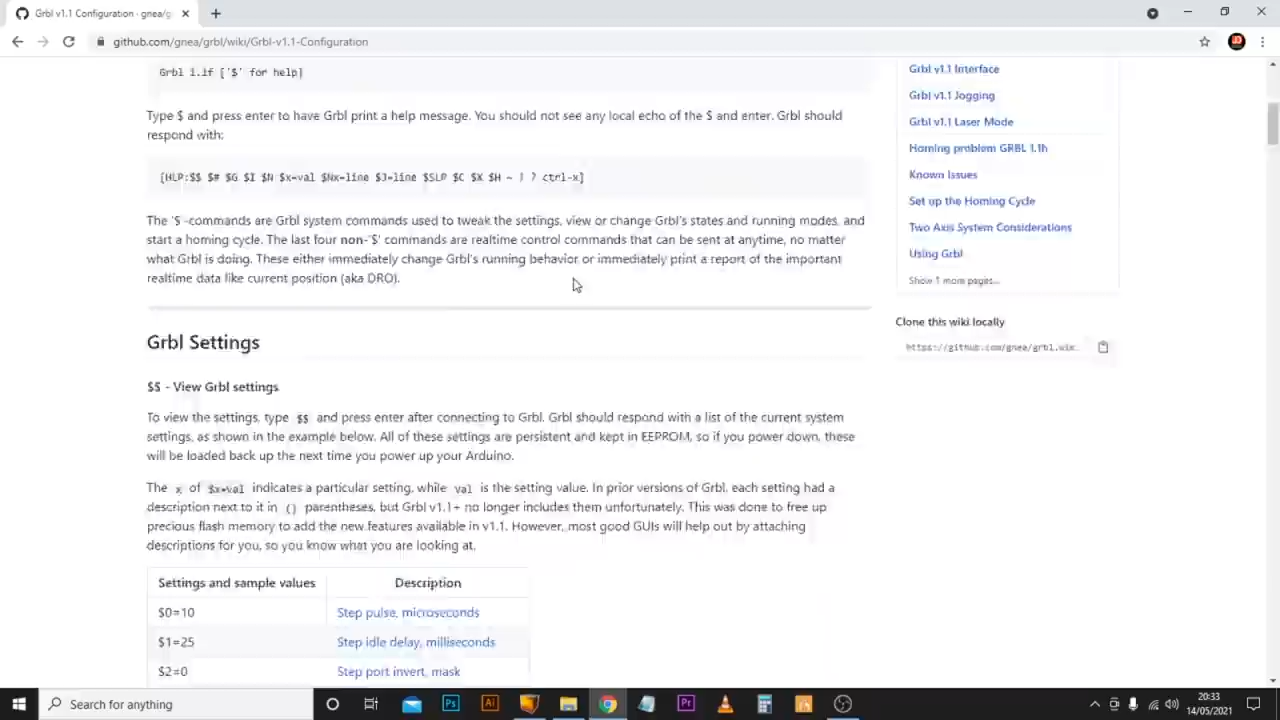 Grbl v1.1 Configuration · gnea/g
github.com/gnea/grbl/wiki/Grbl-v1.1-Configuration
Grbl 1.1f ['$' for help]
Type $ and press enter to have Grbl print a help message. You should not see any local echo of the $ and enter. Grbl should
respond with:
[HLP:$$ $# $G $I $N $x=val $Nx=line $J=line $SLP $C $X $H ~ ! ? ctrl-x]
The '$'-commands are Grbl system commands used to tweak the settings, view or change Grbl's states and running modes, and
start a homing cycle. The last four non-'$' commands are realtime control commands that can be sent at anytime, no matter
what Grbl is doing. These either immediately change Grbl's running behavior or immediately print a report of the important
realtime data like current position (aka DRO).
Grbl Settings
$$ - View Grbl settings
To view the settings, type $$ and press enter after connecting to Grbl. Grbl should respond with a list of the current system
settings, as shown in the example below. All of these settings are persistent and kept in EEPROM, so if you power down, these
will be loaded back up the next time you power up your Arduino.
The x of $x=val indicates a particular setting, while val is the setting value. In prior versions of Grbl, each setting had a
description next to it in () parentheses, but Grbl v1.1+ no longer includes them unfortunately. This was done to free up
precious flash memory to add the new features available in v1.1. However, most good GUIs will help out by attaching
descriptions for you, so you know what you are looking at.
Settings and sample values Description
$0=10 Step pulse, microseconds
$1=25 Step idle delay, milliseconds
$2=0 Step port invert, mask
Grbl v1.1 Interface
Grbl v1.1 Jogging
Grbl v1.1 Laser Mode
Homing problem GRBL 1.1h
Known Issues
Set up the Homing Cycle
Two Axis System Considerations
Using Grbl
Show 1 more pages...
Clone this wiki locally
https://github.com/gnea/grbl.wik
Search for anything
Ps
Ai
Pr
20:33
14/05/2021